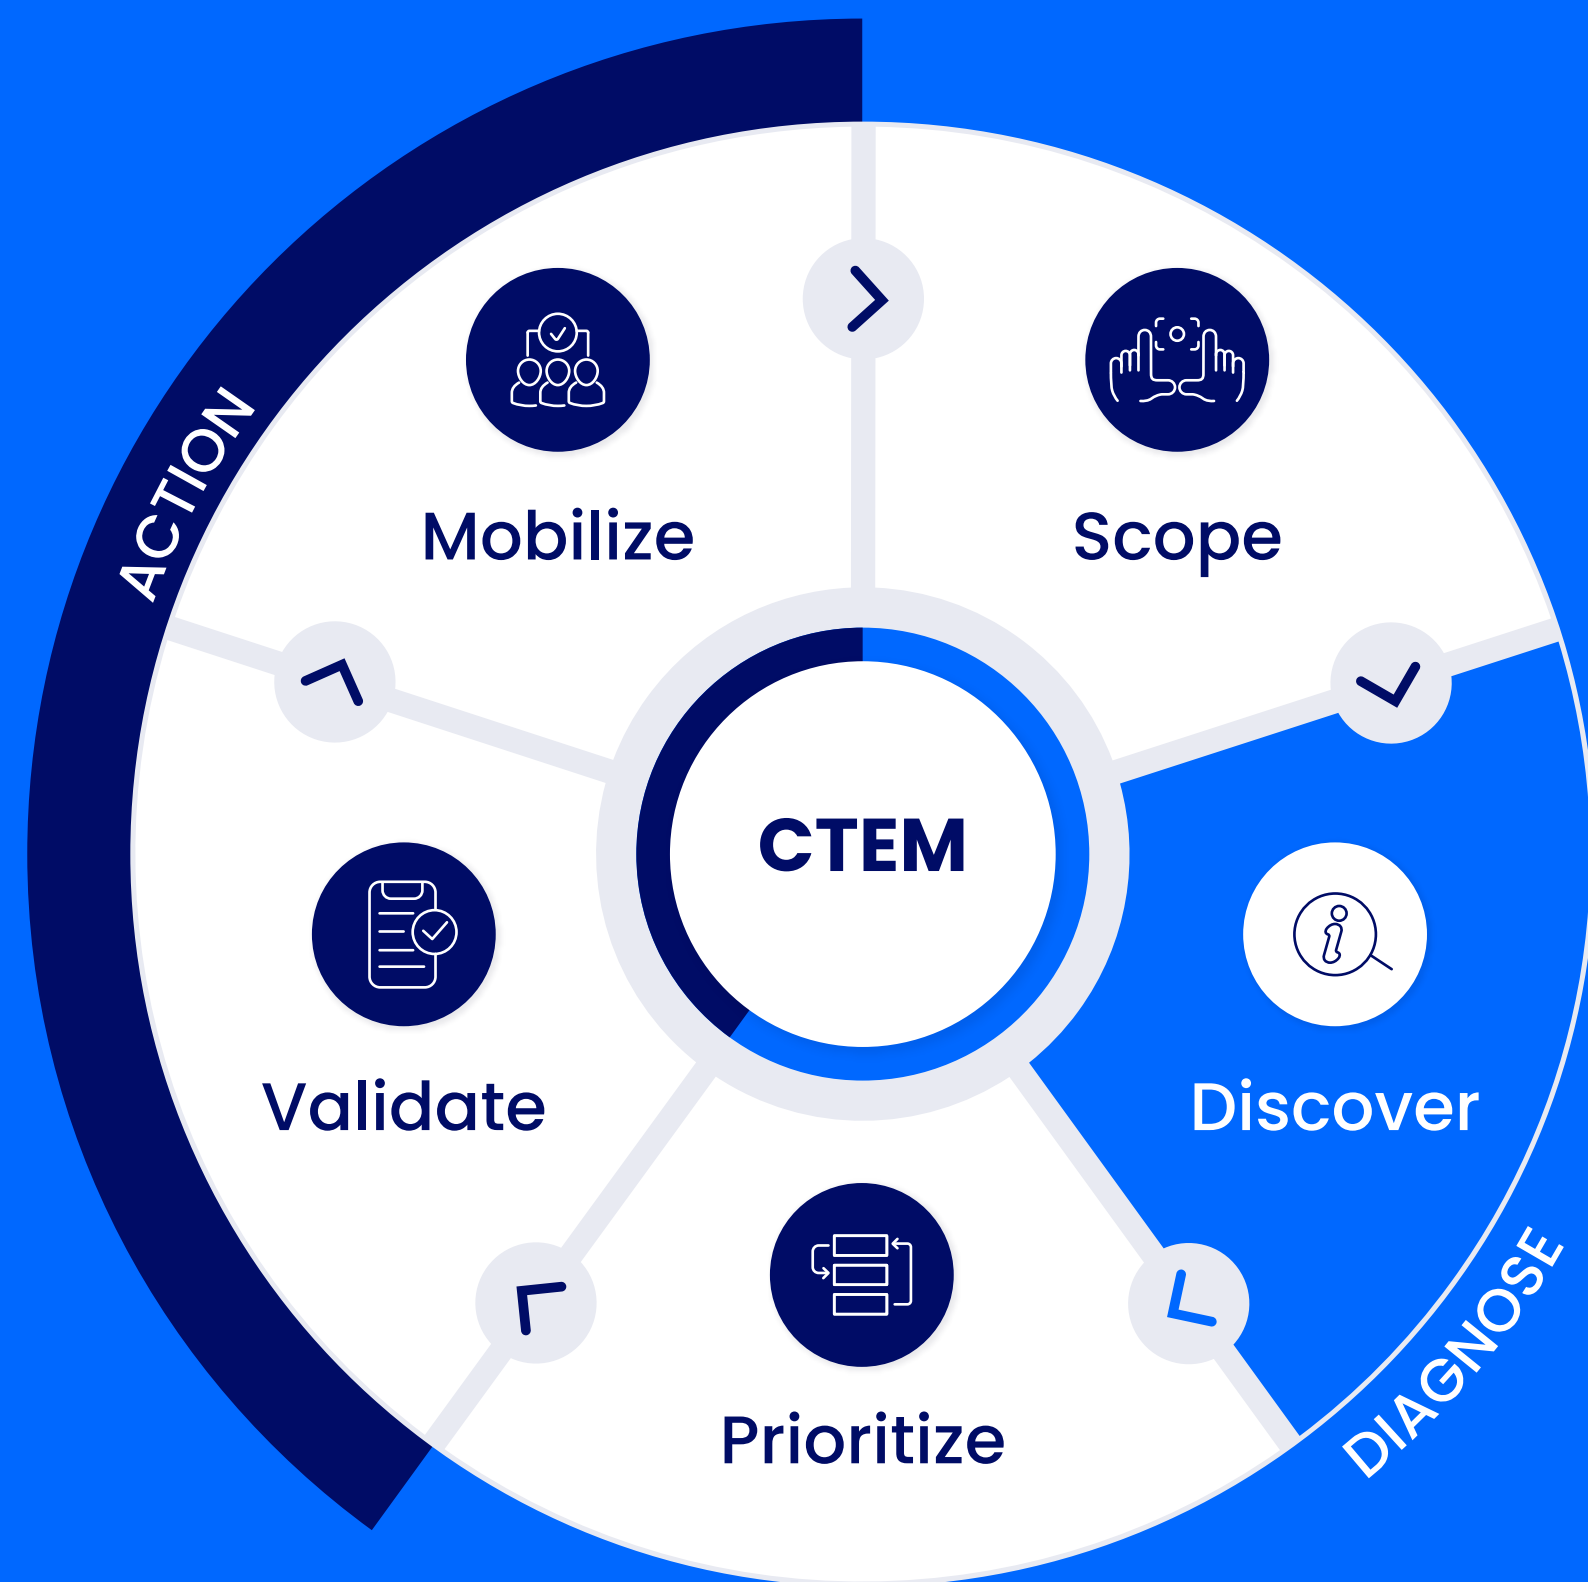 ACTION
Mobilize
Scope
CTEM
Validate
Discover
Prioritize
DIAGNOSE